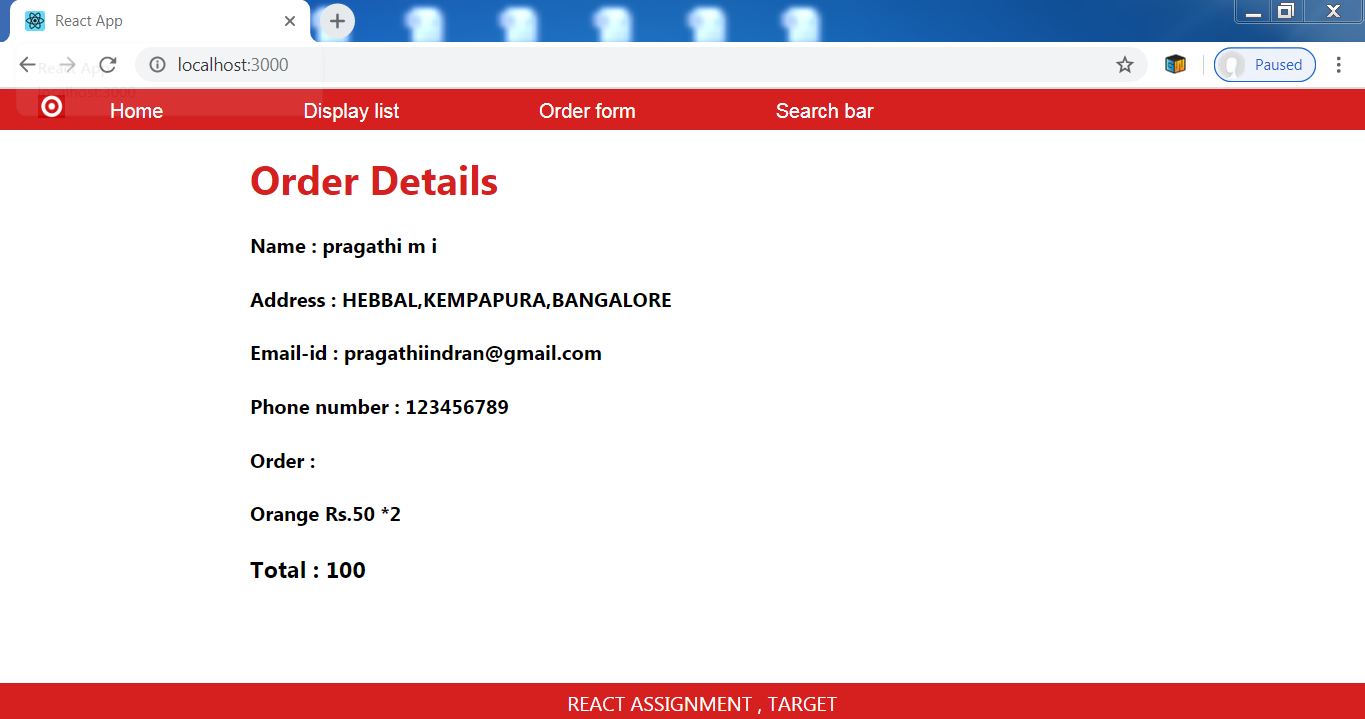 React App
localhost:3000
Paused
Home Display list Order form Search bar
Order Details
Name : pragathi m i
Address : HEBBAL,KEMPAPURA,BANGALORE
Email-id : pragathiindran@gmail.com
Phone number : 123456789
Order :
Orange Rs.50 *2
Total : 100
REACT ASSIGNMENT , TARGET